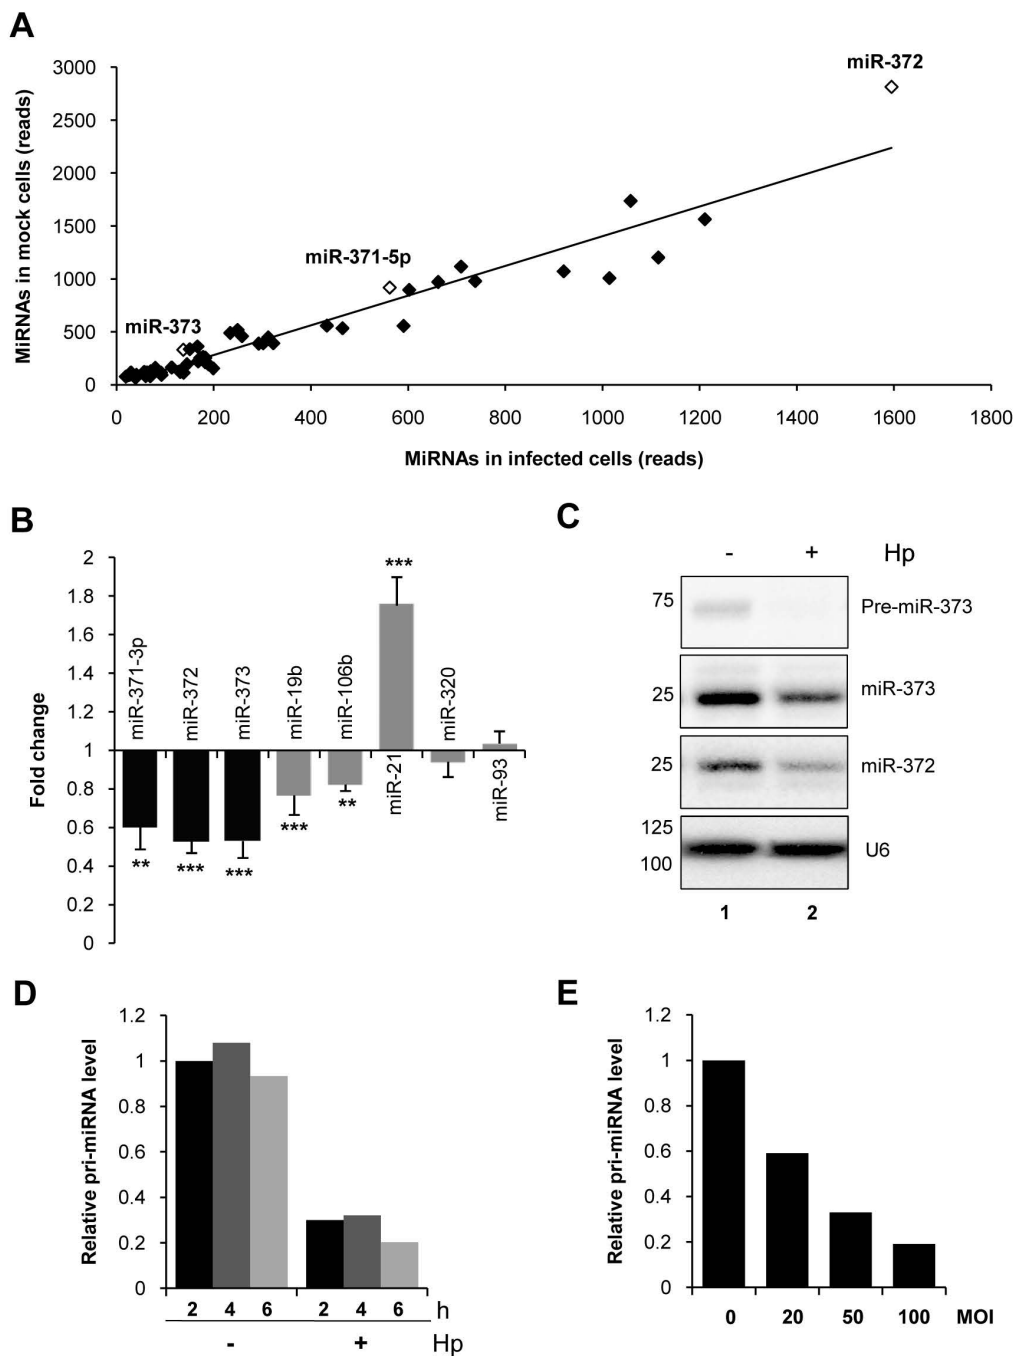 A
MiRNAs in mock cells (reads)
3000
2500
2000
1500
1000
500
0
miR-372
miR-371-5p
miR-373
0 200 400 600 800 1000 1200 1400 1600 1800
MiRNAs in infected cells (reads)
B
Fold change
2
1.8
1.6
1.4
1.2
1
0.8
0.6
0.4
0.2
0
miR-371-3p
miR-372
miR-373
miR-19b
miR-106b
miR-21
miR-320
miR-93
** *** *** *** ** ***
C
- + Hp
75 Pre-miR-373
25 miR-373
25 miR-372
125
100
U6
1 2
D
Relative pri-miRNA level
1.2
1
0.8
0.6
0.4
0.2
0
2 4 6 2 4 6 h
- + Hp
E
Relative pri-miRNA level
1.2
1
0.8
0.6
0.4
0.2
0
0 20 50 100 MOI